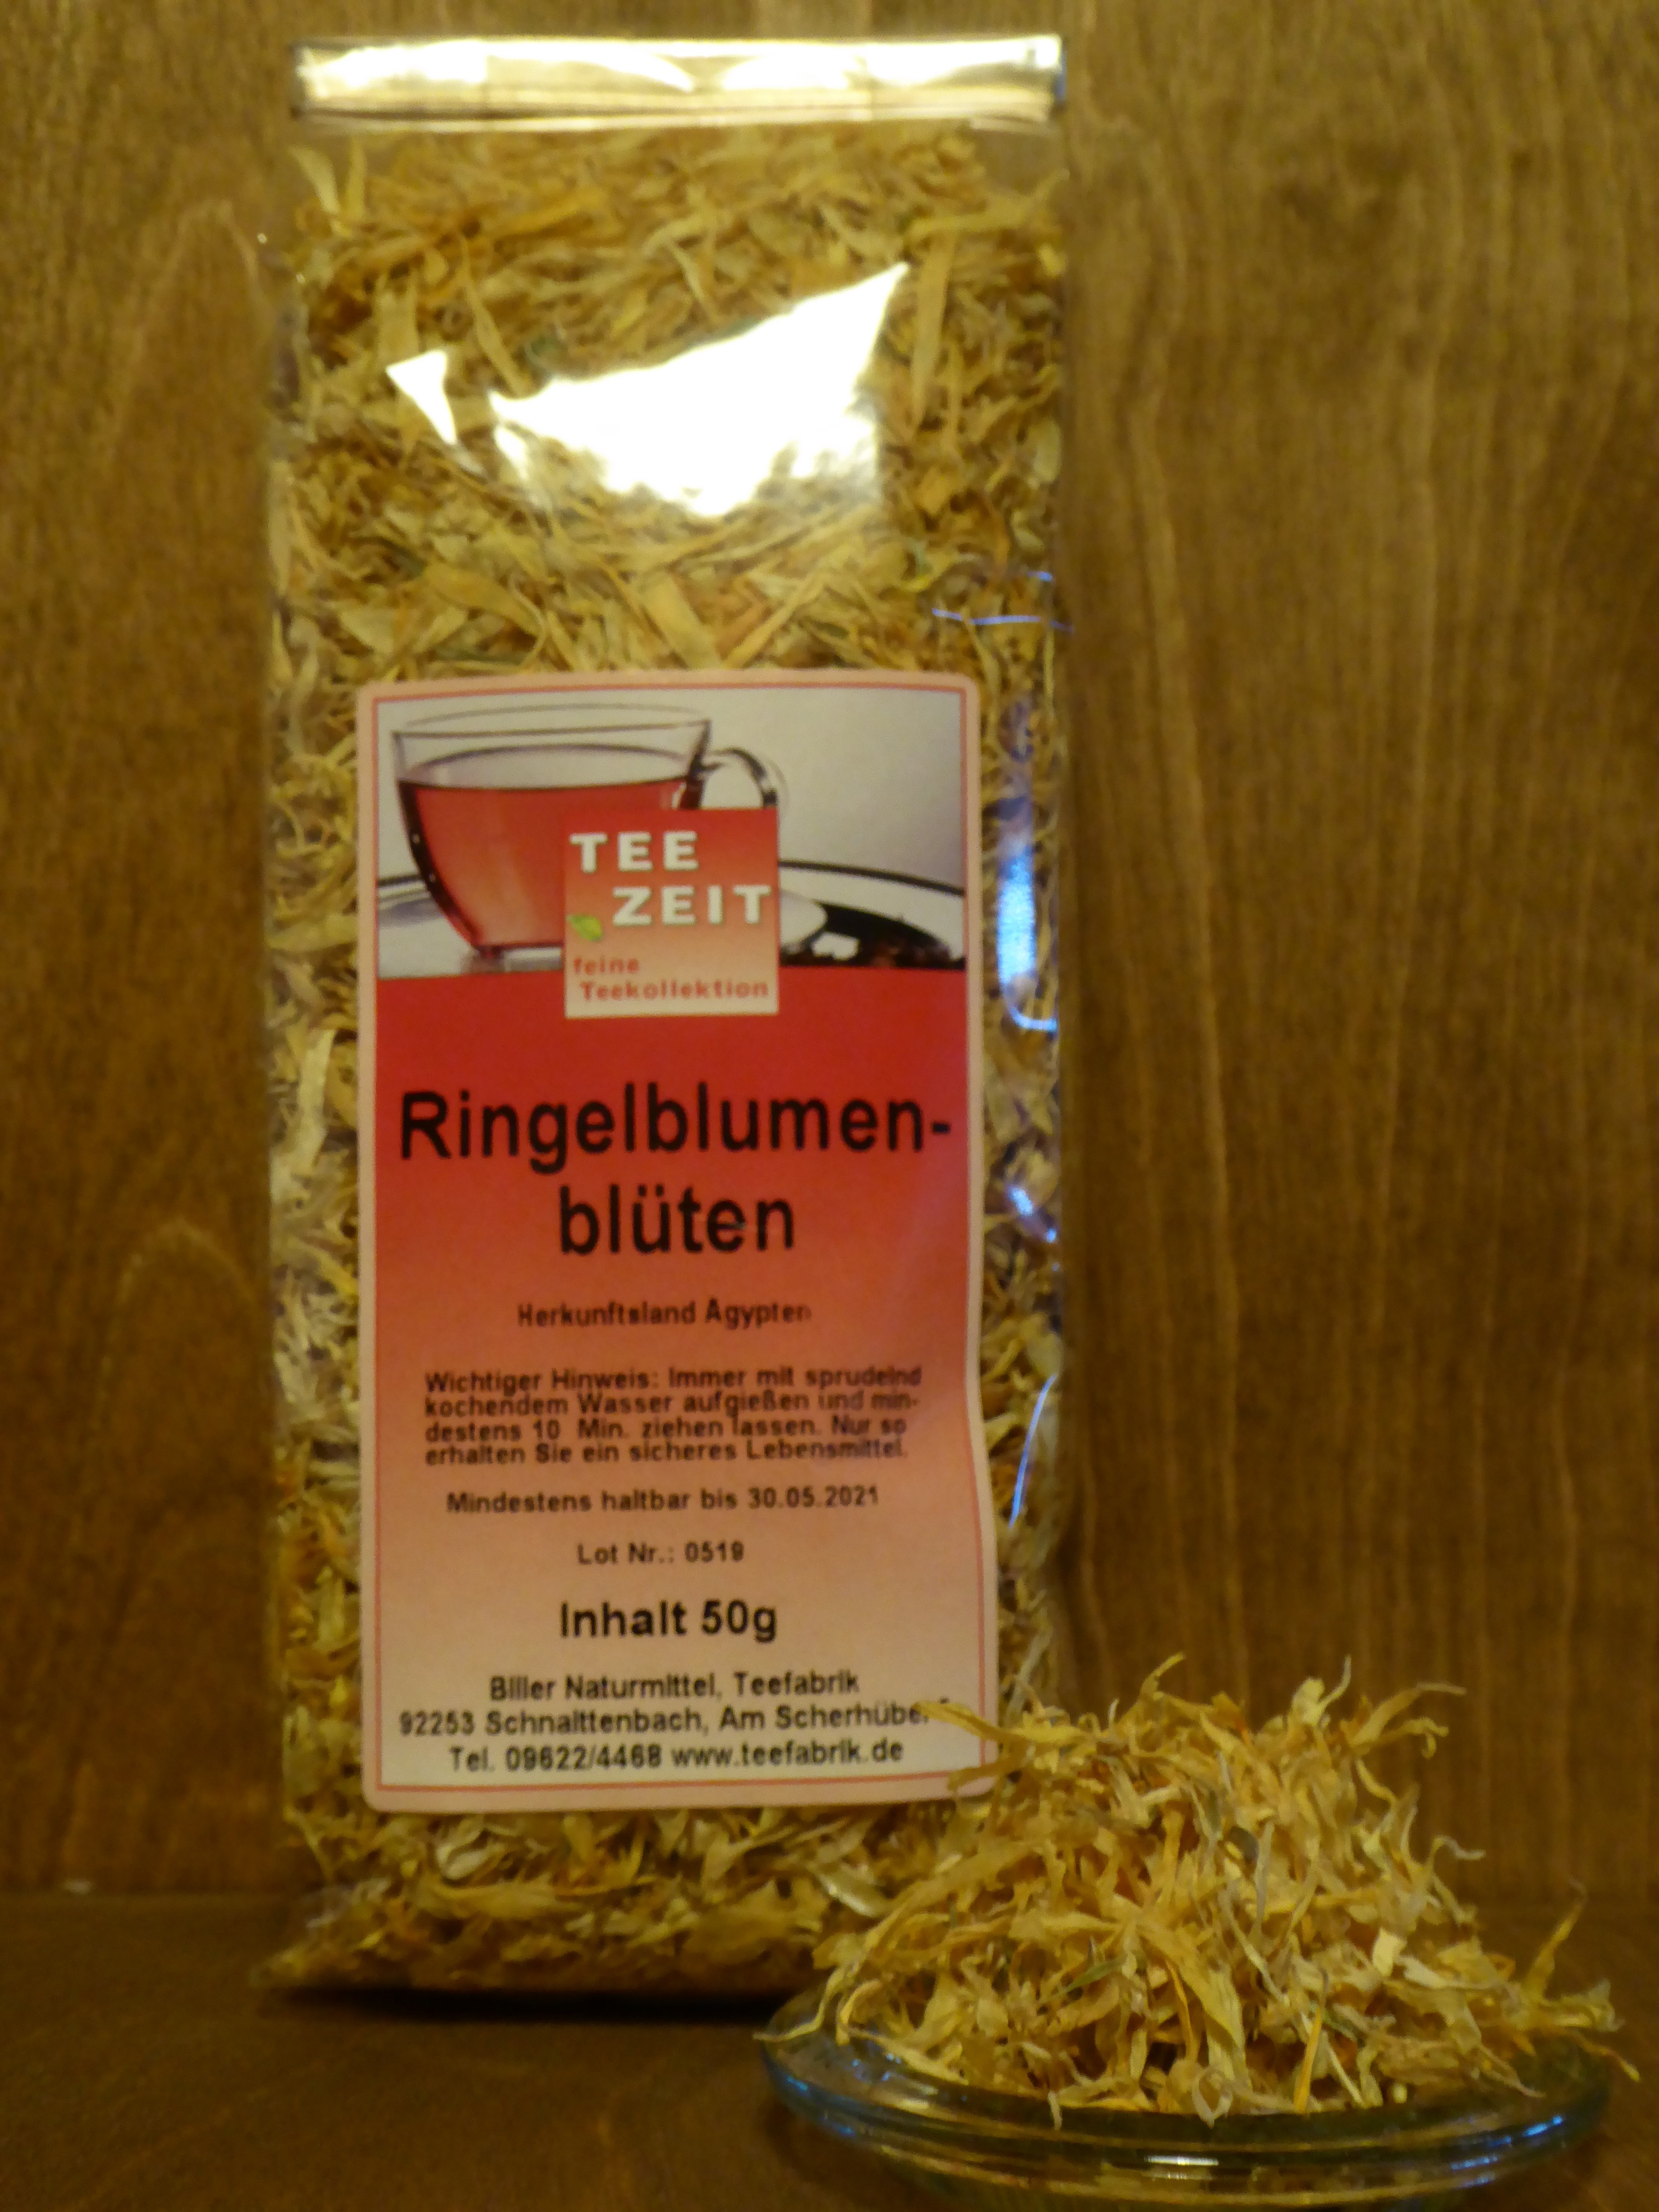 TEE
ZEIT
feine
Teekollektion
Ringelblumen-
blüten
Herkunftsland Ägypten
Wichtiger Hinweis: Immer mit sprudelnd
kochendem Wasser aufgießen und min-
destens 10 Min. ziehen lassen. Nur so
erhalten Sie ein sicheres Lebensmittel.
Mindestens haltbar bis 30.05.2021
Lot Nr.: 0519
Inhalt 50g
Biller Naturmittel, Teefabrik
92253 Schnaittenbach, Am
Tel. 09622/4468 www.teefabrik.de